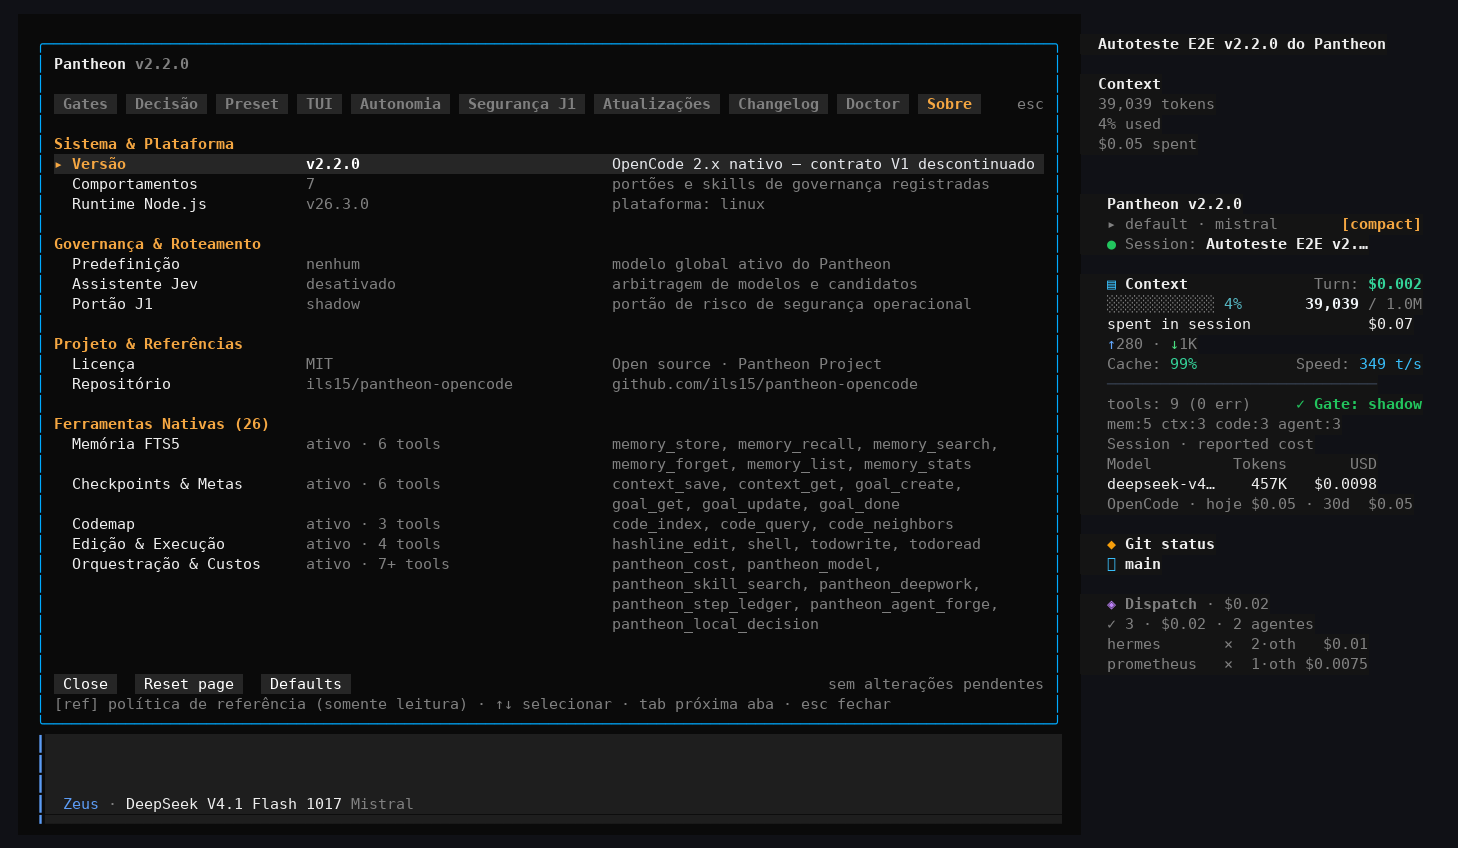 Pantheon v2.2.0
Gates Decisão Preset TUI Autonomia Segurança J1 Atualizações Changelog Doctor Sobre esc
Sistema & Plataforma
▸ Versão v2.2.0 OpenCode 2.x nativo — contrato V1 descontinuado
Comportamentos 7 portões e skills de governança registradas
Runtime Node.js v26.3.0 plataforma: linux
Governança & Roteamento
Predefinição nenhum modelo global ativo do Pantheon
Assistente Jev desativado arbitragem de modelos e candidatos
Portão J1 shadow portão de risco de segurança operacional
Projeto & Referências
Licença MIT Open source · Pantheon Project
Repositório ils15/pantheon-opencode github.com/ils15/pantheon-opencode
Ferramentas Nativas (26)
Memória FTS5 ativo · 6 tools memory_store, memory_recall, memory_search,
memory_forget, memory_list, memory_stats
Checkpoints & Metas ativo · 6 tools context_save, context_get, goal_create,
goal_get, goal_update, goal_done
Codemap ativo · 3 tools code_index, code_query, code_neighbors
Edição & Execução ativo · 4 tools hashline_edit, shell, todowrite, todoread
Orquestração & Custos ativo · 7+ tools pantheon_cost, pantheon_model,
pantheon_skill_search, pantheon_deepwork,
pantheon_step_ledger, pantheon_agent_forge,
pantheon_local_decision
Close Reset page Defaults sem alterações pendentes
[ref] política de referência (somente leitura) · ↑↓ selecionar · tab próxima aba · esc fechar
Zeus · DeepSeek V4.1 Flash 1017 Mistral
Autoteste E2E v2.2.0 do Pantheon
Context
39,039 tokens
4% used
$0.05 spent
Pantheon v2.2.0
▸ default · mistral [compact]
● Session: Autoteste E2E v2.…
▤ Context Turn: $0.002
░░░░░░░░░░░░ 4% 39,039 / 1.0M
spent in session $0.07
↑280 · ↓1K
Cache: 99% Speed: 349 t/s
tools: 9 (0 err) ✓ Gate: shadow
mem:5 ctx:3 code:3 agent:3
Session · reported cost
Model Tokens USD
deepseek-v4… 457K $0.0098
OpenCode · hoje $0.05 · 30d $0.05
◆ Git status
main
◈ Dispatch · $0.02
✓ 3 · $0.02 · 2 agentes
hermes × 2·oth $0.01
prometheus × 1·oth $0.0075